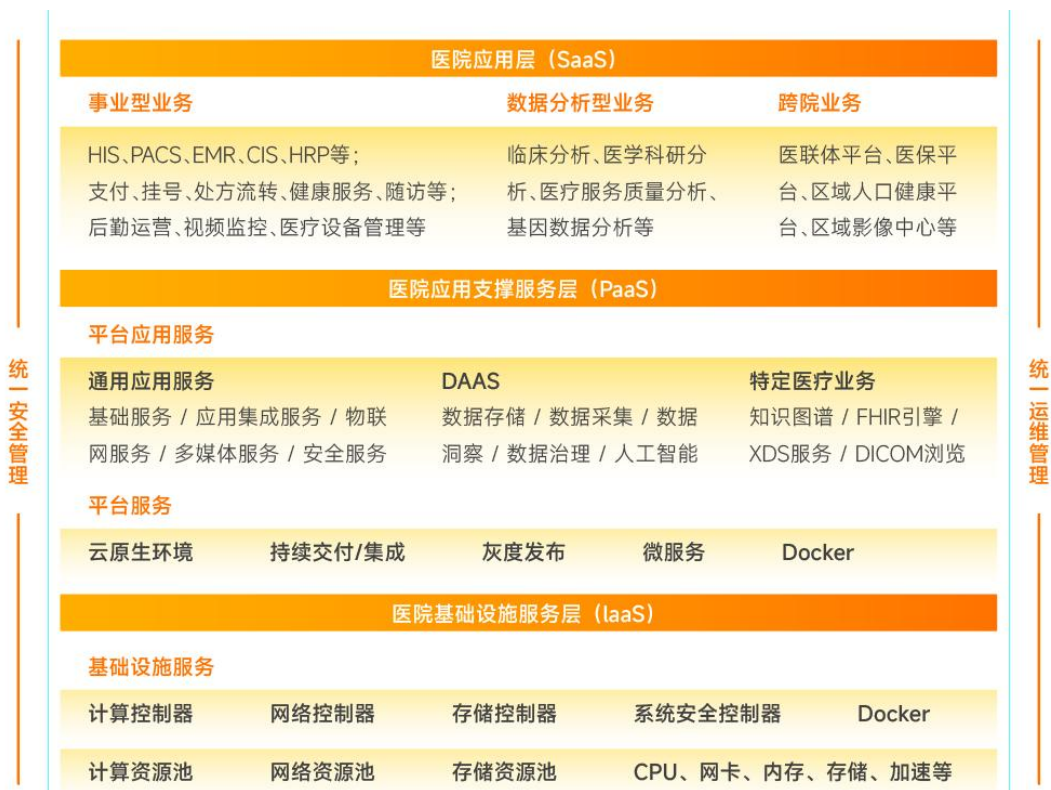 医院应用层（SaaS）
事业型业务
数据分析型业务
跨院业务
HIS、PACS、EMR、CIS、HRP等；
支付、挂号、处方流转、健康服务、随访等；
后勤运营、视频监控、医疗设备管理等
临床分析、医学科研分
析、医疗服务质量分析、
基因数据分析等
医联体平台、医保平
台、区域人口健康平
台、区域影像中心等
医院应用支撑服务层（PaaS）
平台应用服务
通用应用服务
基础服务 / 应用集成服务 / 物联
网服务 / 多媒体服务 / 安全服务
DAAS
数据存储 / 数据采集 / 数据
洞察 / 数据治理 / 人工智能
特定医疗业务
知识图谱 / FHIR引擎 /
XDS服务 / DICOM浏览
平台服务
云原生环境
持续交付/集成
灰度发布
微服务
Docker
医院基础设施服务层（laaS）
基础设施服务
计算控制器
网络控制器
存储控制器
系统安全控制器
Docker
计算资源池
网络资源池
存储资源池
CPU、网卡、内存、存储、加速等
统一安全管理
统一运维管理